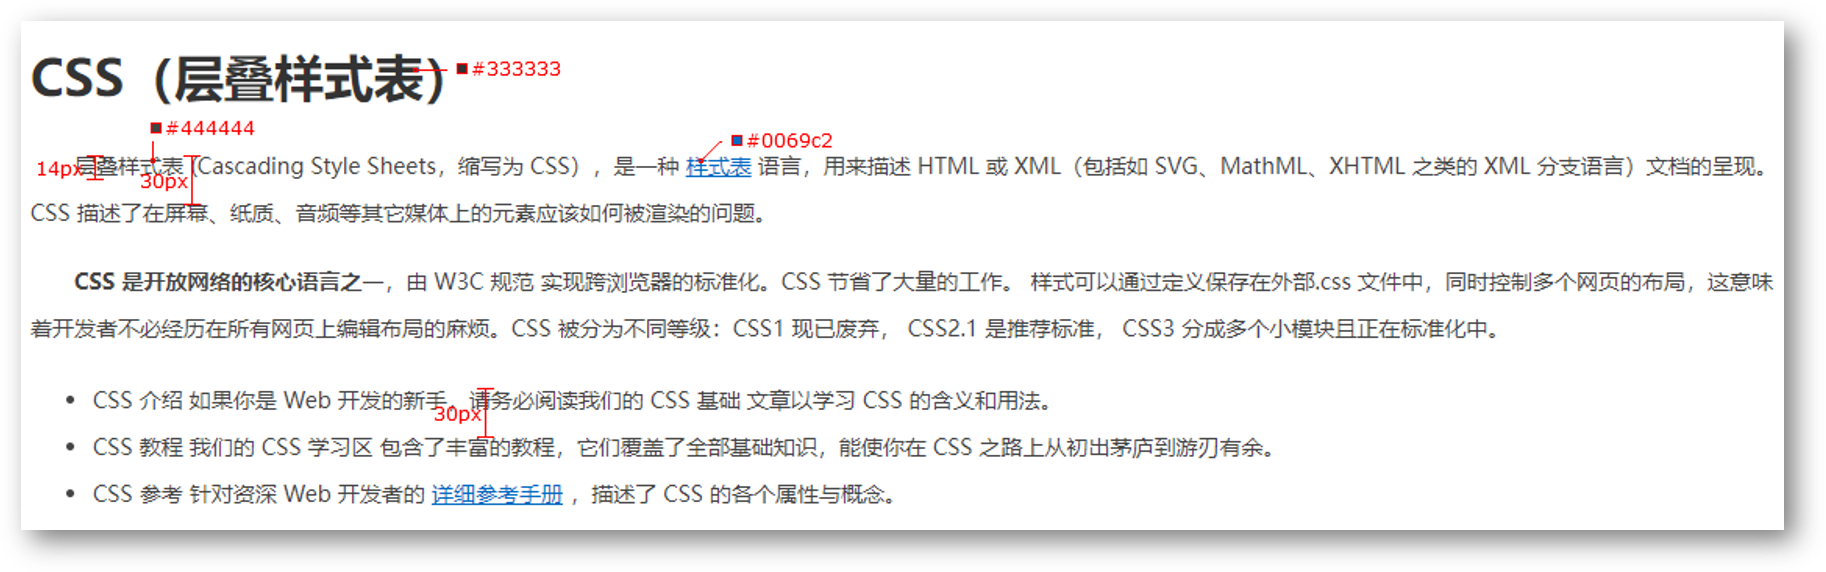 CSS（层叠样式表） #333333
#444444 #0069c2
14px 30px
层叠样式表 (Cascading Style Sheets，缩写为 CSS），是一种 样式表 语言，用来描述 HTML 或 XML（包括如 SVG、MathML、XHTML 之类的 XML 分支语言）文档的呈现。
CSS 描述了在屏幕、纸质、音频等其它媒体上的元素应该如何被渲染的问题。
CSS 是开放网络的核心语言之一，由 W3C 规范 实现跨浏览器的标准化。CSS 节省了大量的工作。 样式可以通过定义保存在外部.css 文件中，同时控制多个网页的布局，这意味
着开发者不必经历在所有网页上编辑布局的麻烦。CSS 被分为不同等级：CSS1 现已废弃， CSS2.1 是推荐标准， CSS3 分成多个小模块且正在标准化中。
• CSS 介绍 如果你是 Web 开发的新手，请务必阅读我们的 CSS 基础 文章以学习 CSS 的含义和用法。
30px
• CSS 教程 我们的 CSS 学习区 包含了丰富的教程，它们覆盖了全部基础知识，能使你在 CSS 之路上从初出茅庐到游刃有余。
• CSS 参考 针对资深 Web 开发者的 详细参考手册 ，描述了 CSS 的各个属性与概念。